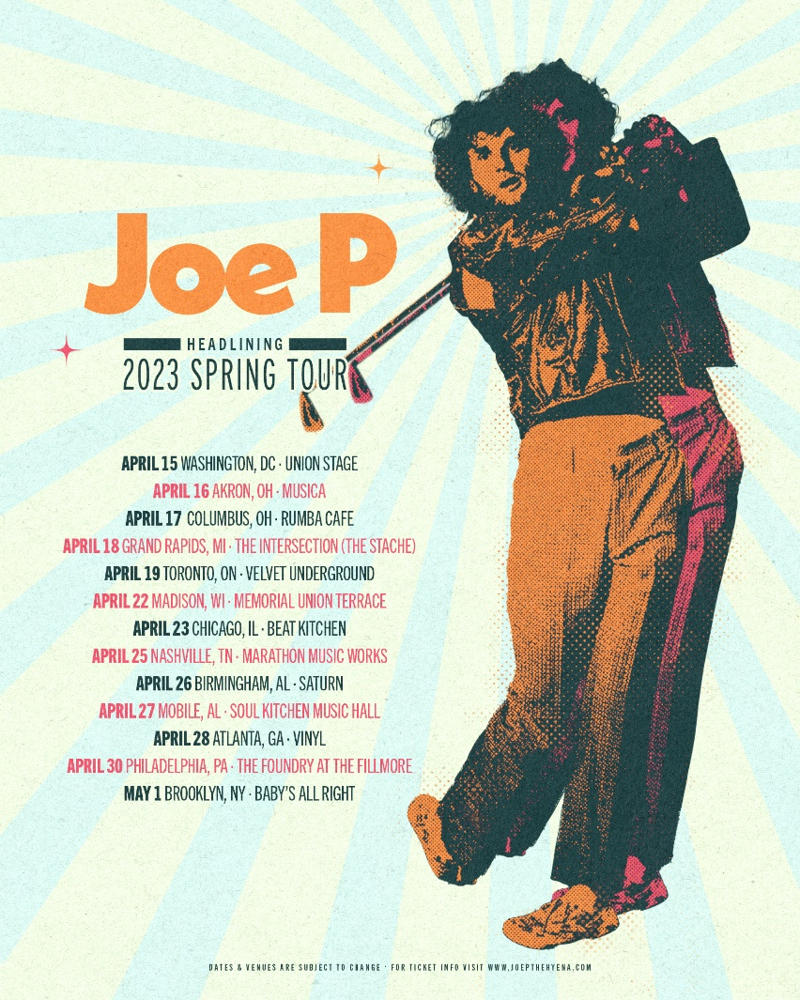 Joe P
HEADLINING
2023 SPRING TOUR
APRIL 15 WASHINGTON, DC · UNION STAGE
APRIL 16 AKRON, OH · MUSICA
APRIL 17 COLUMBUS, OH · RUMBA CAFE
APRIL 18 GRAND RAPIDS, MI · THE INTERSECTION (THE STACHE)
APRIL 19 TORONTO, ON · VELVET UNDERGROUND
APRIL 22 MADISON, WI · MEMORIAL UNION TERRACE
APRIL 23 CHICAGO, IL · BEAT KITCHEN
APRIL 25 NASHVILLE, TN · MARATHON MUSIC WORKS
APRIL 26 BIRMINGHAM, AL · SATURN
APRIL 27 MOBILE, AL · SOUL KITCHEN MUSIC HALL
APRIL 28 ATLANTA, GA · VINYL
APRIL 30 PHILADELPHIA, PA · THE FOUNDRY AT THE FILLMORE
MAY 1 BROOKLYN, NY · BABY'S ALL RIGHT
DATES & VENUES ARE SUBJECT TO CHANGE · FOR TICKET INFO VISIT WWW.JOEPTHEHYENA.COM